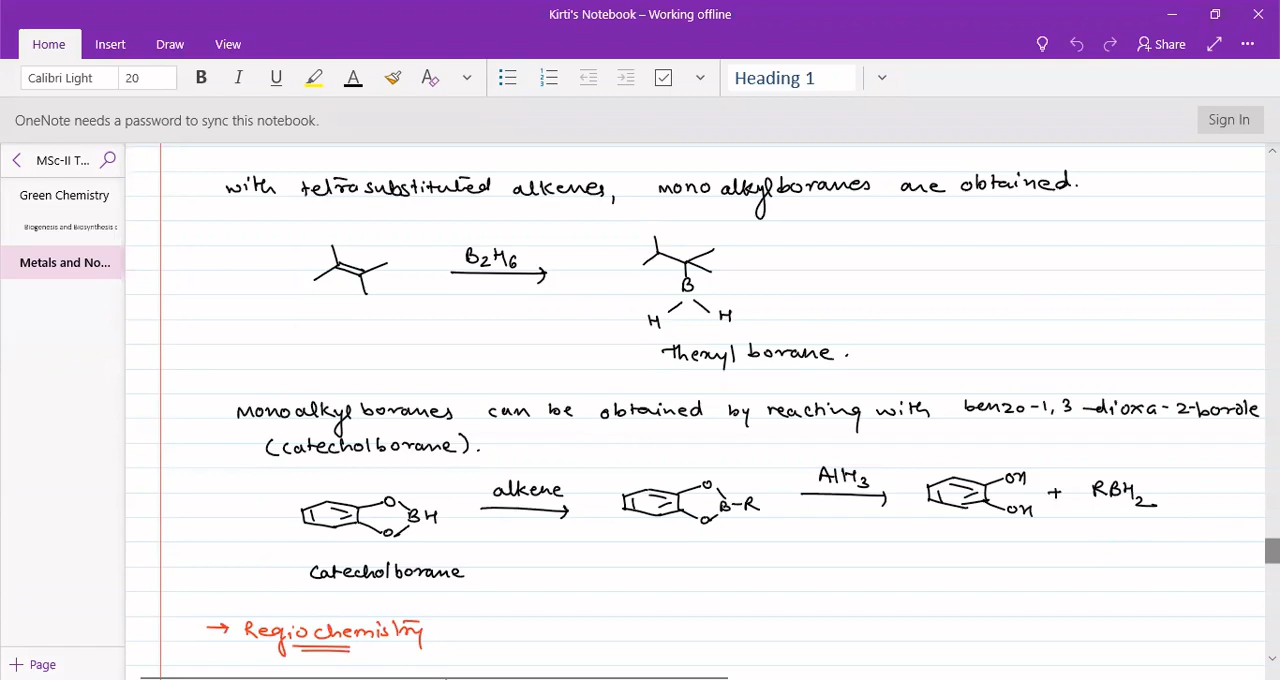 Kirti's Notebook – Working offline
Home Insert Draw View
Share
Calibri Light 20 B I U A Heading 1
OneNote needs a password to sync this notebook.
Sign In
MSc-II T...
Green Chemistry
Biogenesis and Biosynthesis o
Metals and No...
with tetrasubstituted alkenes, mono alkylboranes are obtained.
B2H6
B
H H
Thexyl borane.
Monoalkyl boranes can be obtained by reacting with benzo-1,3-dioxa-2-borole
(catecholborane).
O BH O alkene O B-R O AlH3 OH OH + RBH2
Catecholborane
→ Regiochemistry
+ Page